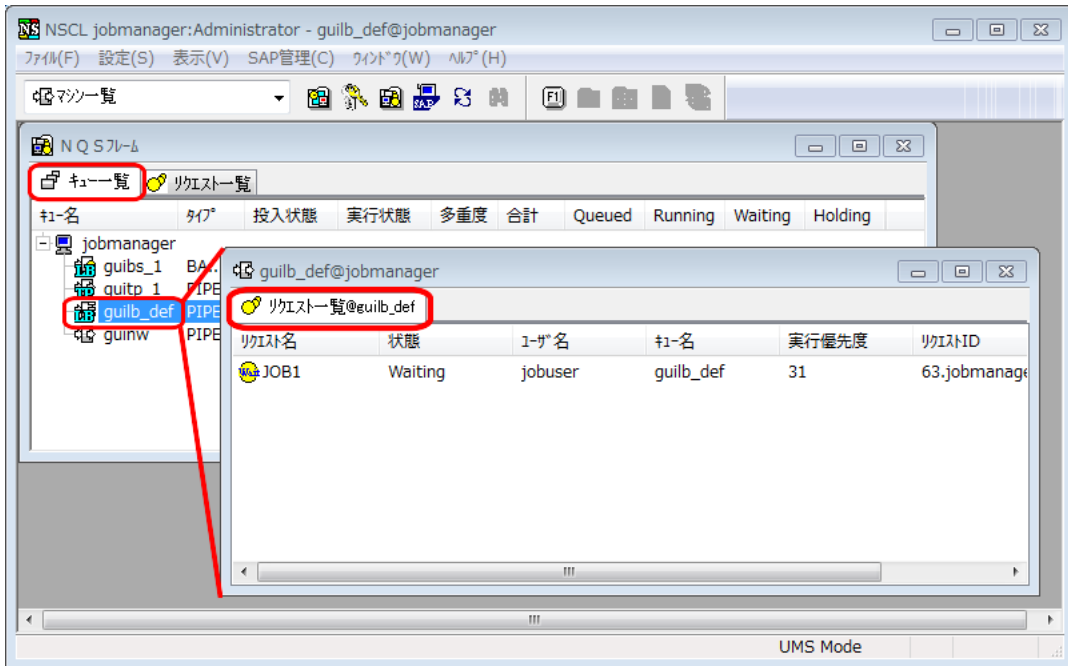 NSCL jobmanager:Administrator - guilb_def@jobmanager
ﾌｧｲﾙ(F) 設定(S) 表示(V) SAP管理(C) ｳｨﾝﾄﾞｳ(W) ﾍﾙﾌﾟ(H)
ﾏｼﾝ一覧
SAP
F1
ＮＱＳﾌﾚｰﾑ
ｷｭｰ一覧 ﾘｸｴｽﾄ一覧
ｷｭｰ名 ﾀｲﾌﾟ 投入状態 実行状態 多重度 合計 Queued Running Waiting Holding
jobmanager
guibs_1 BA...
guitp_1 PIPE
guilb_def PIPE
guinw PIPE
guilb_def@jobmanager
ﾘｸｴｽﾄ一覧@guilb_def
ﾘｸｴｽﾄ名 状態 ﾕｰｻﾞ名 ｷｭｰ名 実行優先度 ﾘｸｴｽﾄID
JOB1 Waiting jobuser guilb_def 31 63.jobmanage
UMS Mode